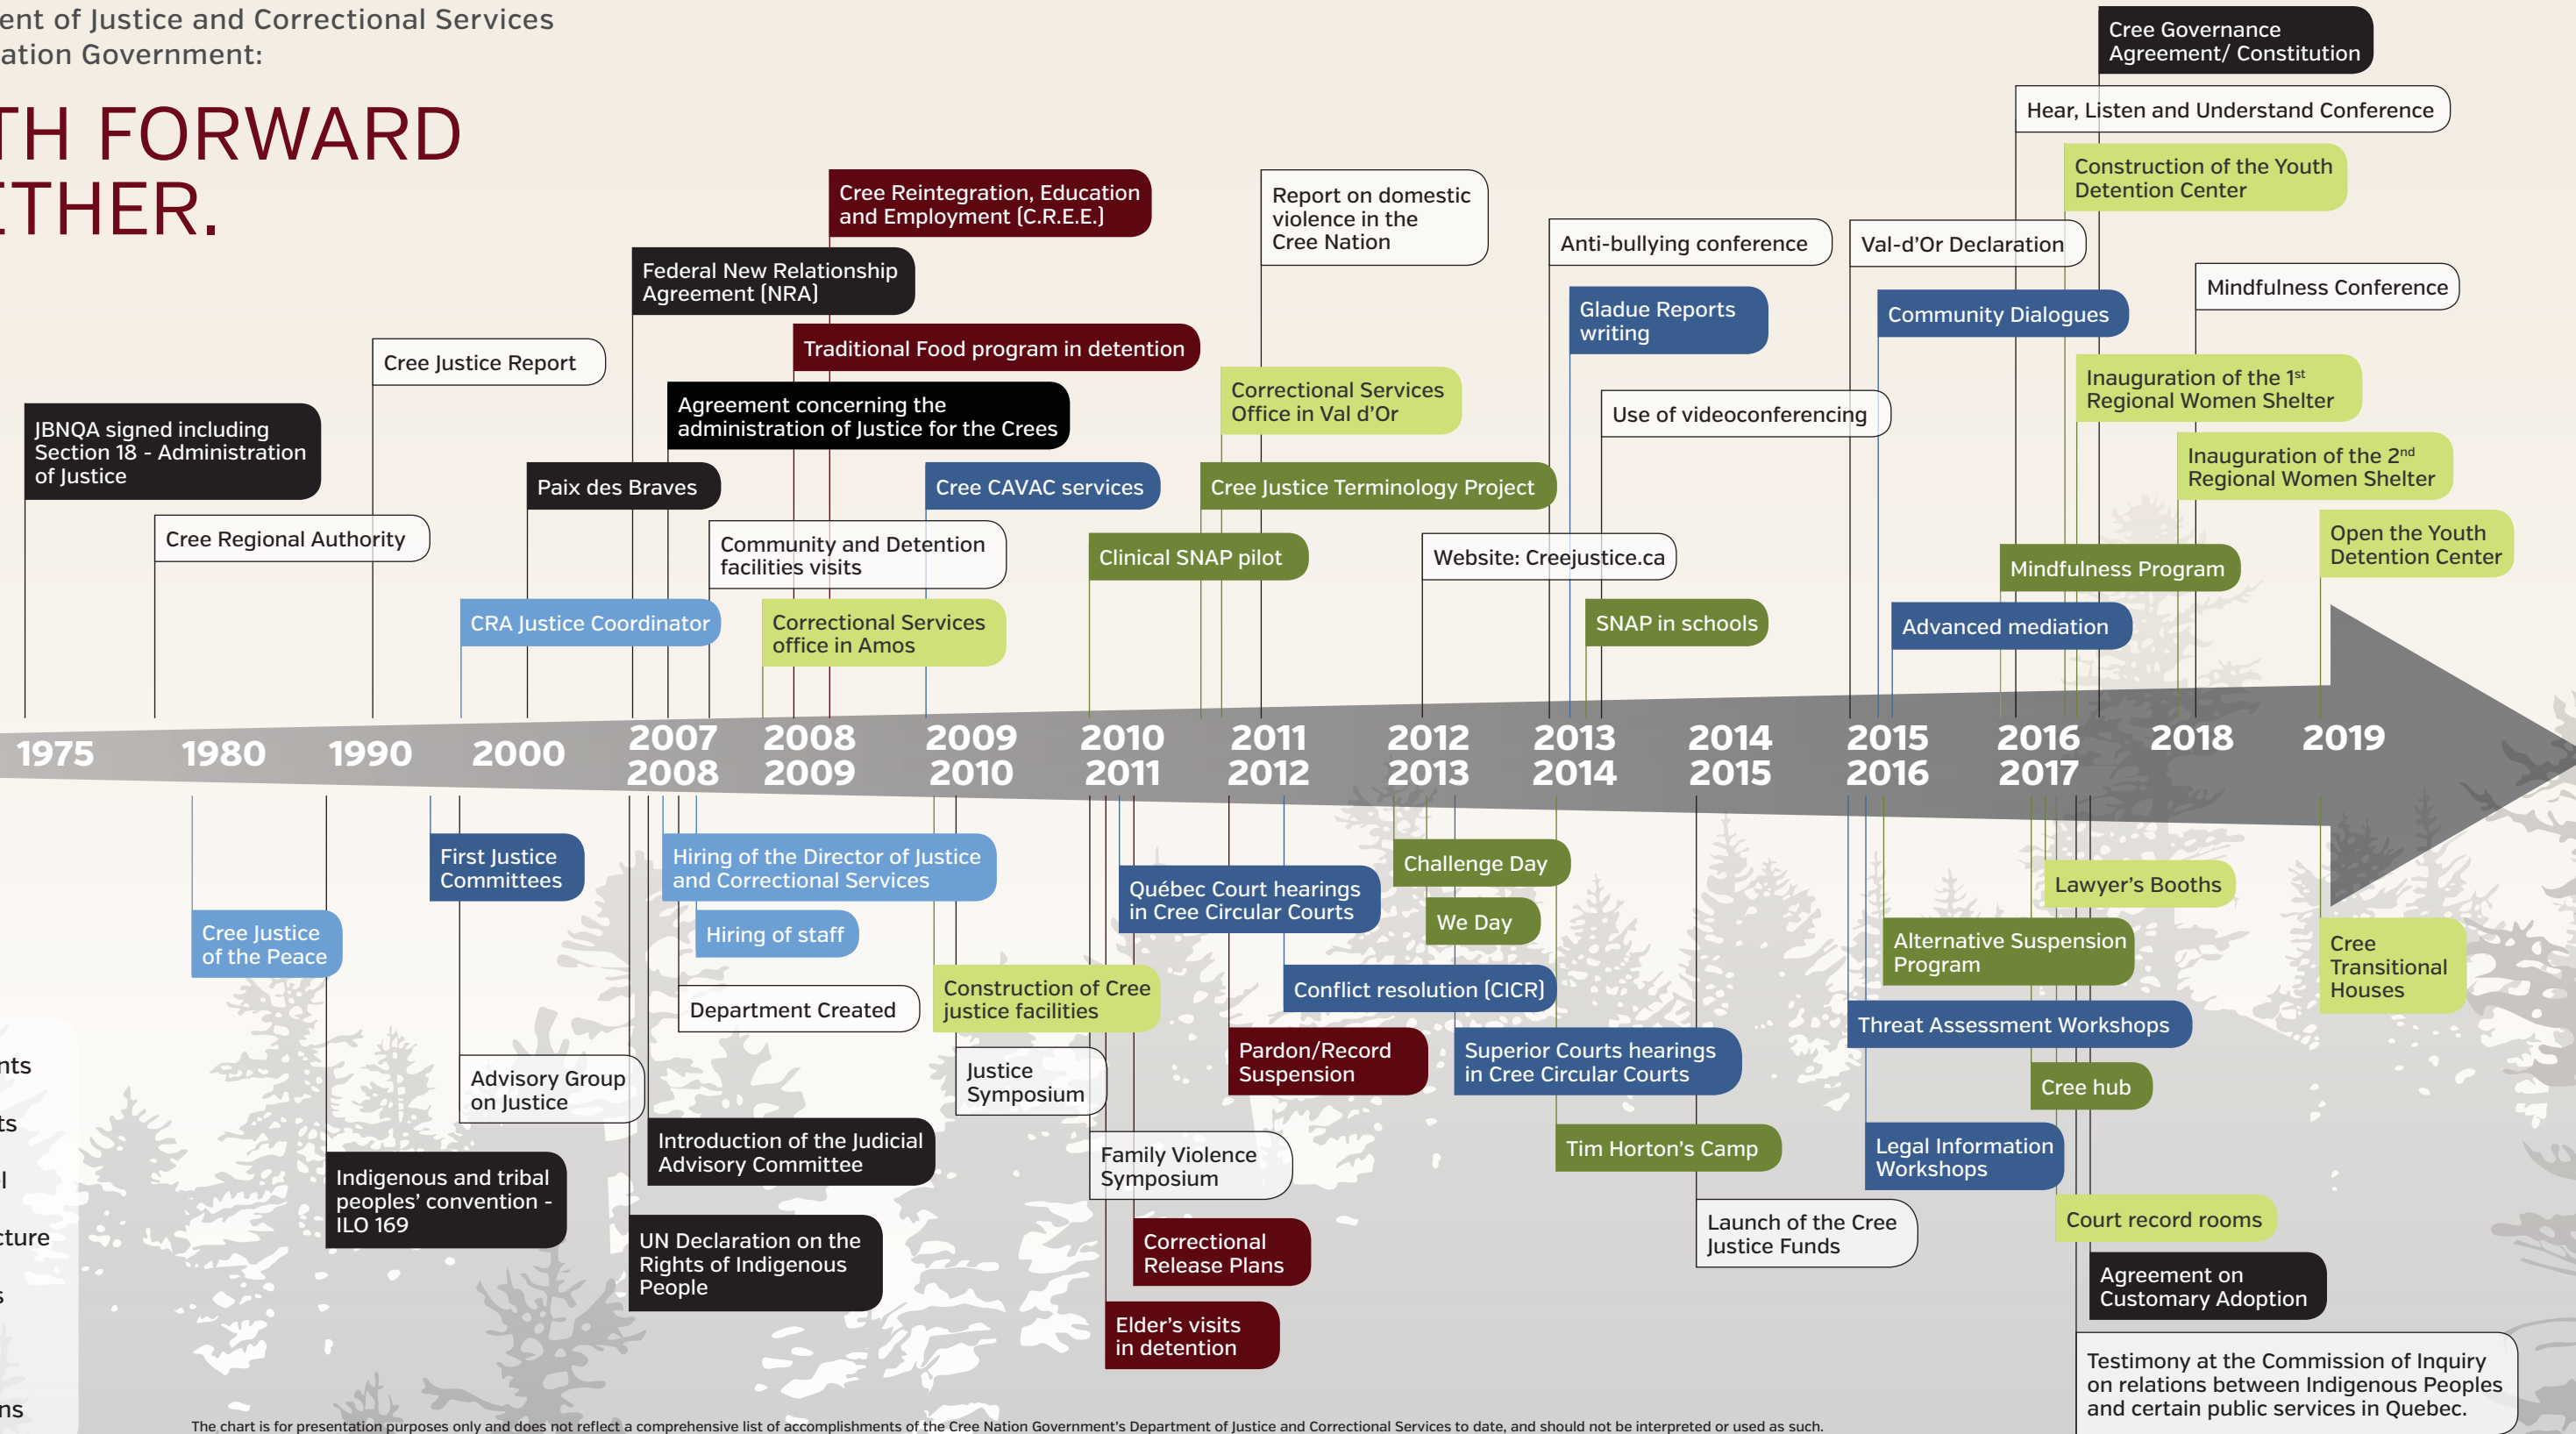 ent of Justice and Correctional Services
ation Government:
TH FORWARD
ETHER.
Cree Governance
Agreement/ Constitution
Hear, Listen and Understand Conference
Construction of the Youth
Detention Center
Cree Reintegration, Education
and Employment (C.R.E.E.)
Report on domestic
violence in the
Cree Nation
Anti-bullying conference
Val-d’Or Declaration
Federal New Relationship
Agreement (NRA)
Mindfulness Conference
Gladue Reports
writing
Community Dialogues
Traditional Food program in detention
Cree Justice Report
Inauguration of the 1st
Regional Women Shelter
Correctional Services
Office in Val d’Or
Agreement concerning the
administration of Justice for the Crees
Use of videoconferencing
JBNQA signed including
Section 18 - Administration
of Justice
Inauguration of the 2nd
Regional Women Shelter
Paix des Braves
Cree CAVAC services
Cree Justice Terminology Project
Cree Regional Authority
Community and Detention
facilities visits
Clinical SNAP pilot
Website: Creejustice.ca
Open the Youth
Detention Center
Mindfulness Program
CRA Justice Coordinator
Correctional Services
office in Amos
SNAP in schools
Advanced mediation
1975
1980
1990
2000
2007
2008
2008
2009
2009
2010
2010
2011
2011
2012
2012
2013
2013
2014
2014
2015
2015
2016
2016
2017
2018
2019
First Justice
Committees
Hiring of the Director of Justice
and Correctional Services
Québec Court hearings
in Cree Circular Courts
Challenge Day
Lawyer’s Booths
Cree Justice
of the Peace
Hiring of staff
We Day
Alternative Suspension
Program
Cree
Transitional
Houses
Department Created
Construction of Cree
justice facilities
Conflict resolution (CICR)
Threat Assessment Workshops
Advisory Group
on Justice
Justice
Symposium
Pardon/Record
Suspension
Superior Courts hearings
in Cree Circular Courts
Cree hub
Introduction of the Judicial
Advisory Committee
Family Violence
Symposium
Tim Horton’s Camp
Legal Information
Workshops
Indigenous and tribal
peoples’ convention -
ILO 169
UN Declaration on the
Rights of Indigenous
People
Correctional
Release Plans
Launch of the Cree
Justice Funds
Court record rooms
Agreement on
Customary Adoption
Elder’s visits
in detention
Testimony at the Commission of Inquiry
on relations between Indigenous Peoples
and certain public services in Quebec.
nts
ts
l
cture
s
ns
The chart is for presentation purposes only and does not reflect a comprehensive list of accomplishments of the Cree Nation Government’s Department of Justice and Correctional Services to date, and should not be interpreted or used as such.